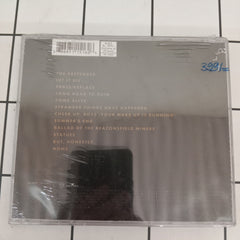 THE PRETENDER
LET IT DIE
ERASE/REPLACE
LONG ROAD TO RUIN
COME ALIVE
STRANGER THINGS HAVE HAPPENED
CHEER UP, BOYS (YOUR MAKE UP IS RUNNING)
SUMMER'S END
BALLAD OF THE BEACONSFIELD MINERS
STATUES
BUT, HONESTLY
HOME